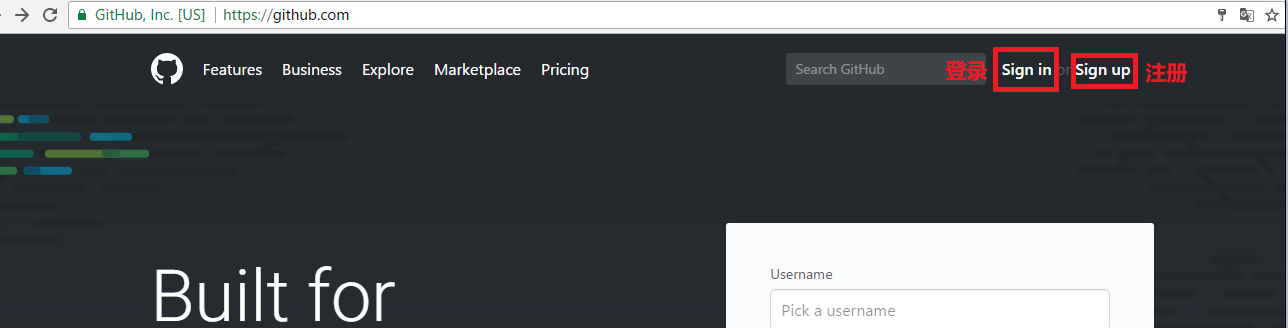 GitHub, Inc. [US] https://github.com
Features Business Explore Marketplace Pricing Search GitHub 登录 Sign in or Sign up 注册
Built for
Username
Pick a username